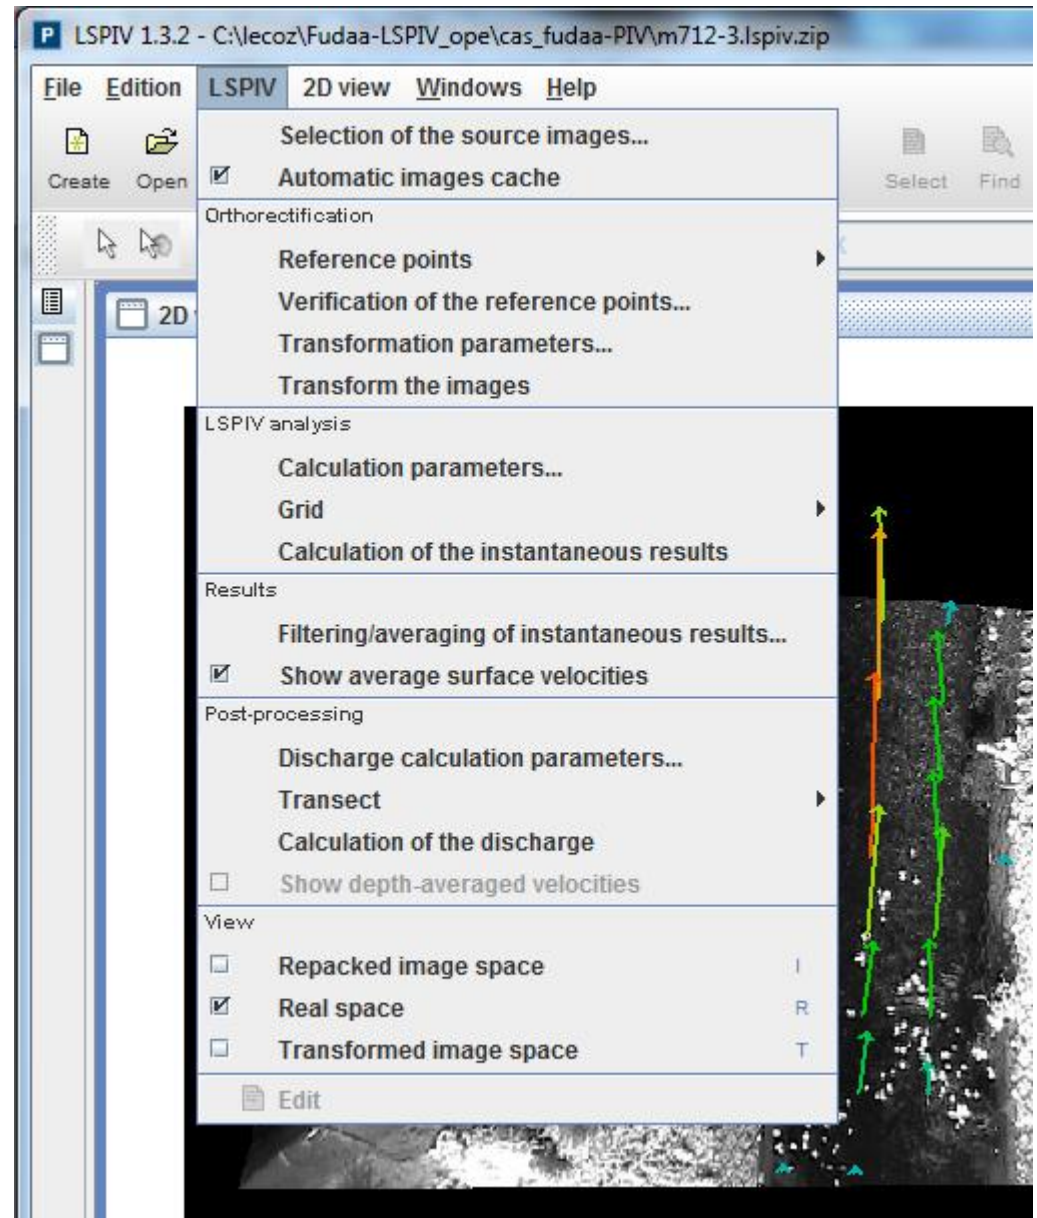 LSPIV 1.3.2 - C:\lecoz\Fudaa-LSPIV_ope\cas_fudaa-PIV\m712-3.lspiv.zip
File Edition LSPIV 2D view Windows Help
Create Open Select Find
2D
Selection of the source images...
Automatic images cache
Orthorectification
Reference points
Verification of the reference points...
Transformation parameters...
Transform the images
LSPIV analysis
Calculation parameters...
Grid
Calculation of the instantaneous results
Results
Filtering/averaging of instantaneous results...
Show average surface velocities
Post-processing
Discharge calculation parameters...
Transect
Calculation of the discharge
Show depth-averaged velocities
View
Repacked image space I
Real space R
Transformed image space T
Edit